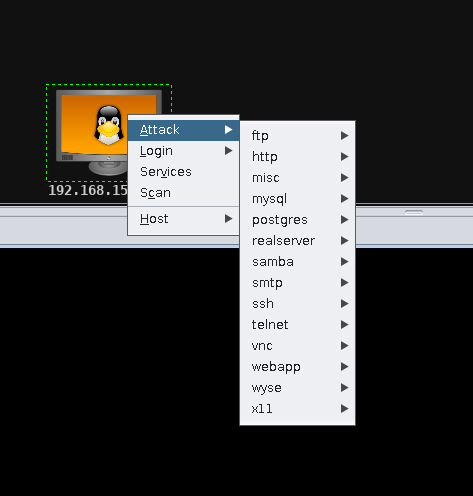 Attack
Login
Services
Scan
Host
192.168.15
ftp
http
misc
mysql
postgres
realserver
samba
smtp
ssh
telnet
vnc
webapp
wyse
x11